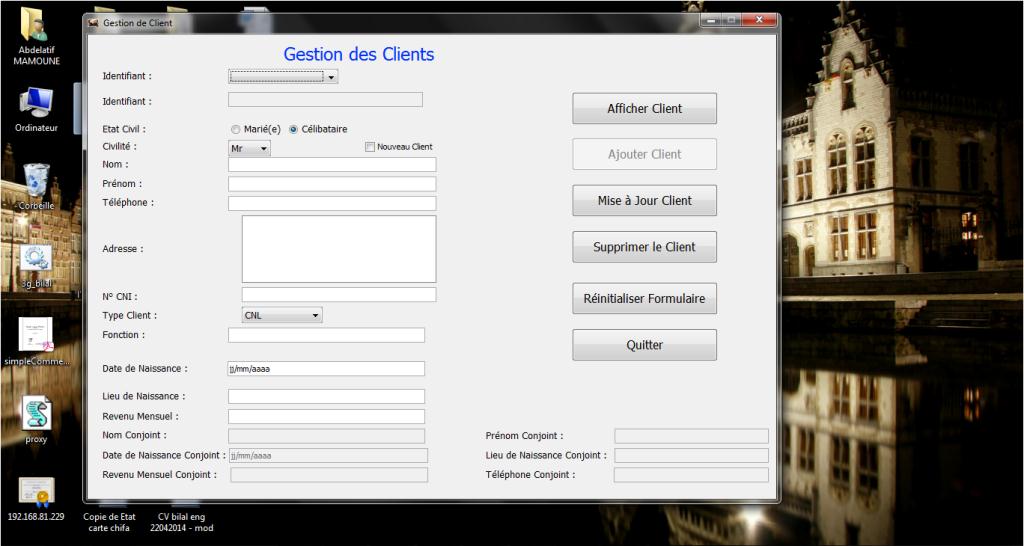 Gestion de Client
Gestion des Clients
Identifiant :
Identifiant :
Etat Civil :
Marié(e)
Célibataire
Civilité :
Mr
Nouveau Client
Nom :
Prénom :
Téléphone :
Adresse :
N° CNI :
Type Client :
CNL
Fonction :
Date de Naissance :
jj/mm/aaaa
Lieu de Naissance :
Revenu Mensuel :
Nom Conjoint :
Date de Naissance Conjoint :
jj/mm/aaaa
Revenu Mensuel Conjoint :
Prénom Conjoint :
Lieu de Naissance Conjoint :
Téléphone Conjoint :
Afficher Client
Ajouter Client
Mise à Jour Client
Supprimer le Client
Réinitialiser Formulaire
Quitter
Abdelatif
MAMOUNE
Ordinateur
Corbeille
3g_bilal
simpleComme...
proxy
192.168.81.229
Copie de Etat
carte chifa
CV bilal eng
22042014 - mod